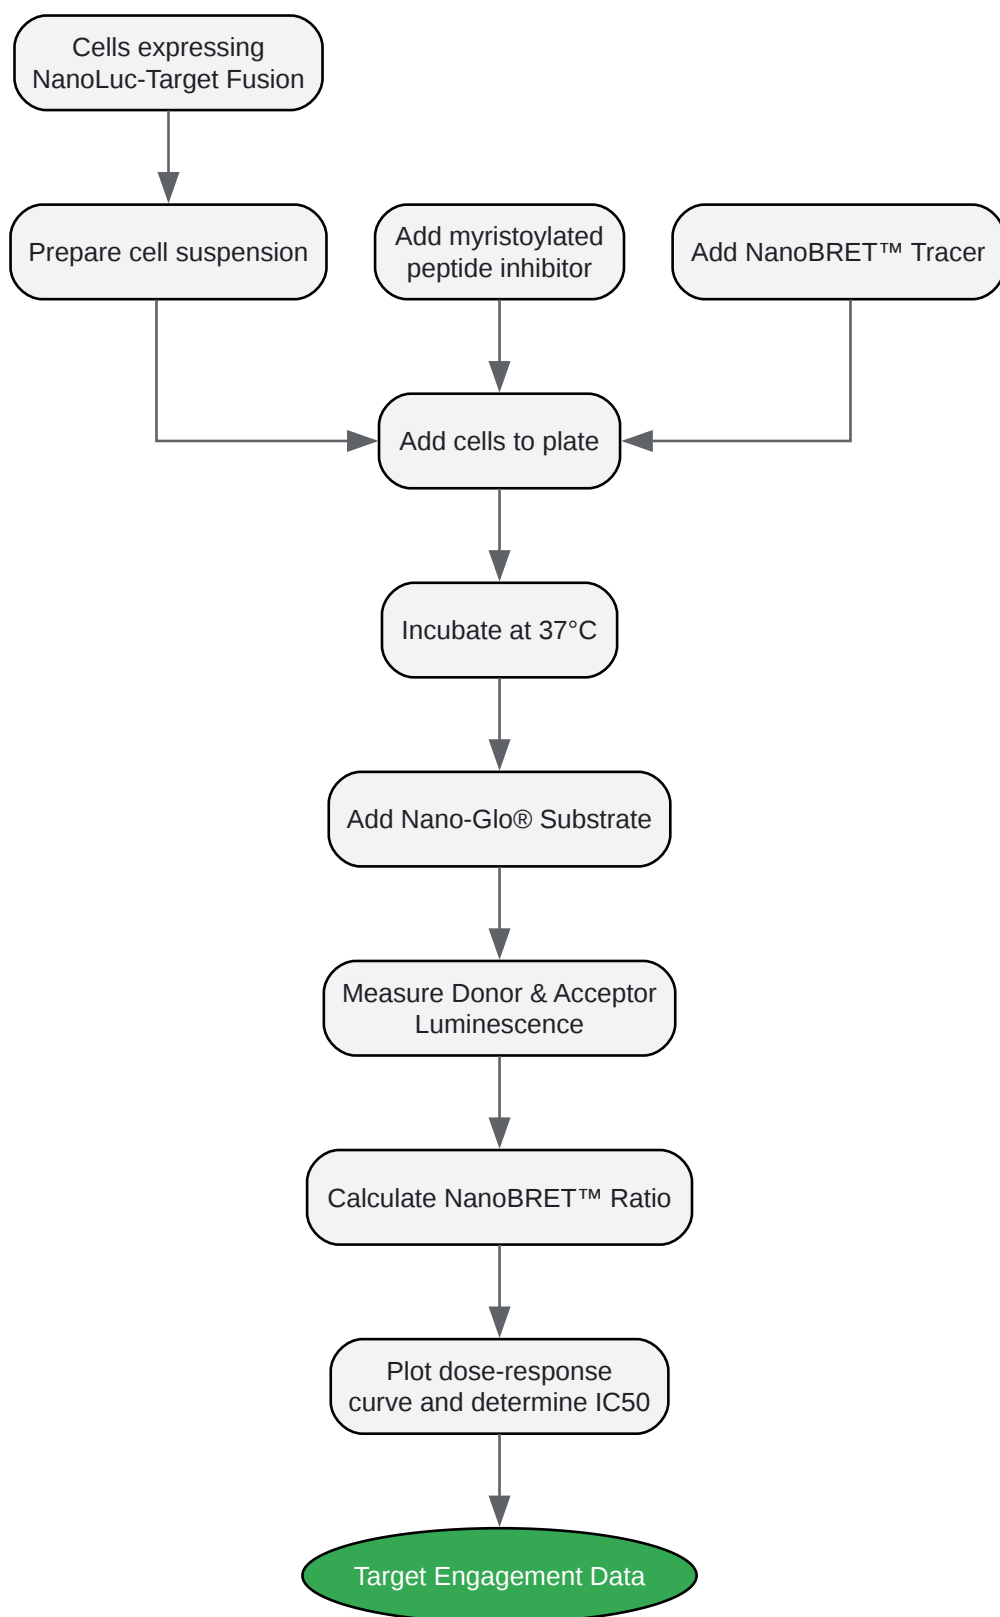 Cells expressing
NanoLuc-Target Fusion
Prepare cell suspension
Add myristoylated
peptide inhibitor
Add NanoBRET™ Tracer
Add cells to plate
Incubate at 37°C
Add Nano-Glo® Substrate
Measure Donor & Acceptor
Luminescence
Calculate NanoBRET™ Ratio
Plot dose-response
curve and determine IC50
Target Engagement Data